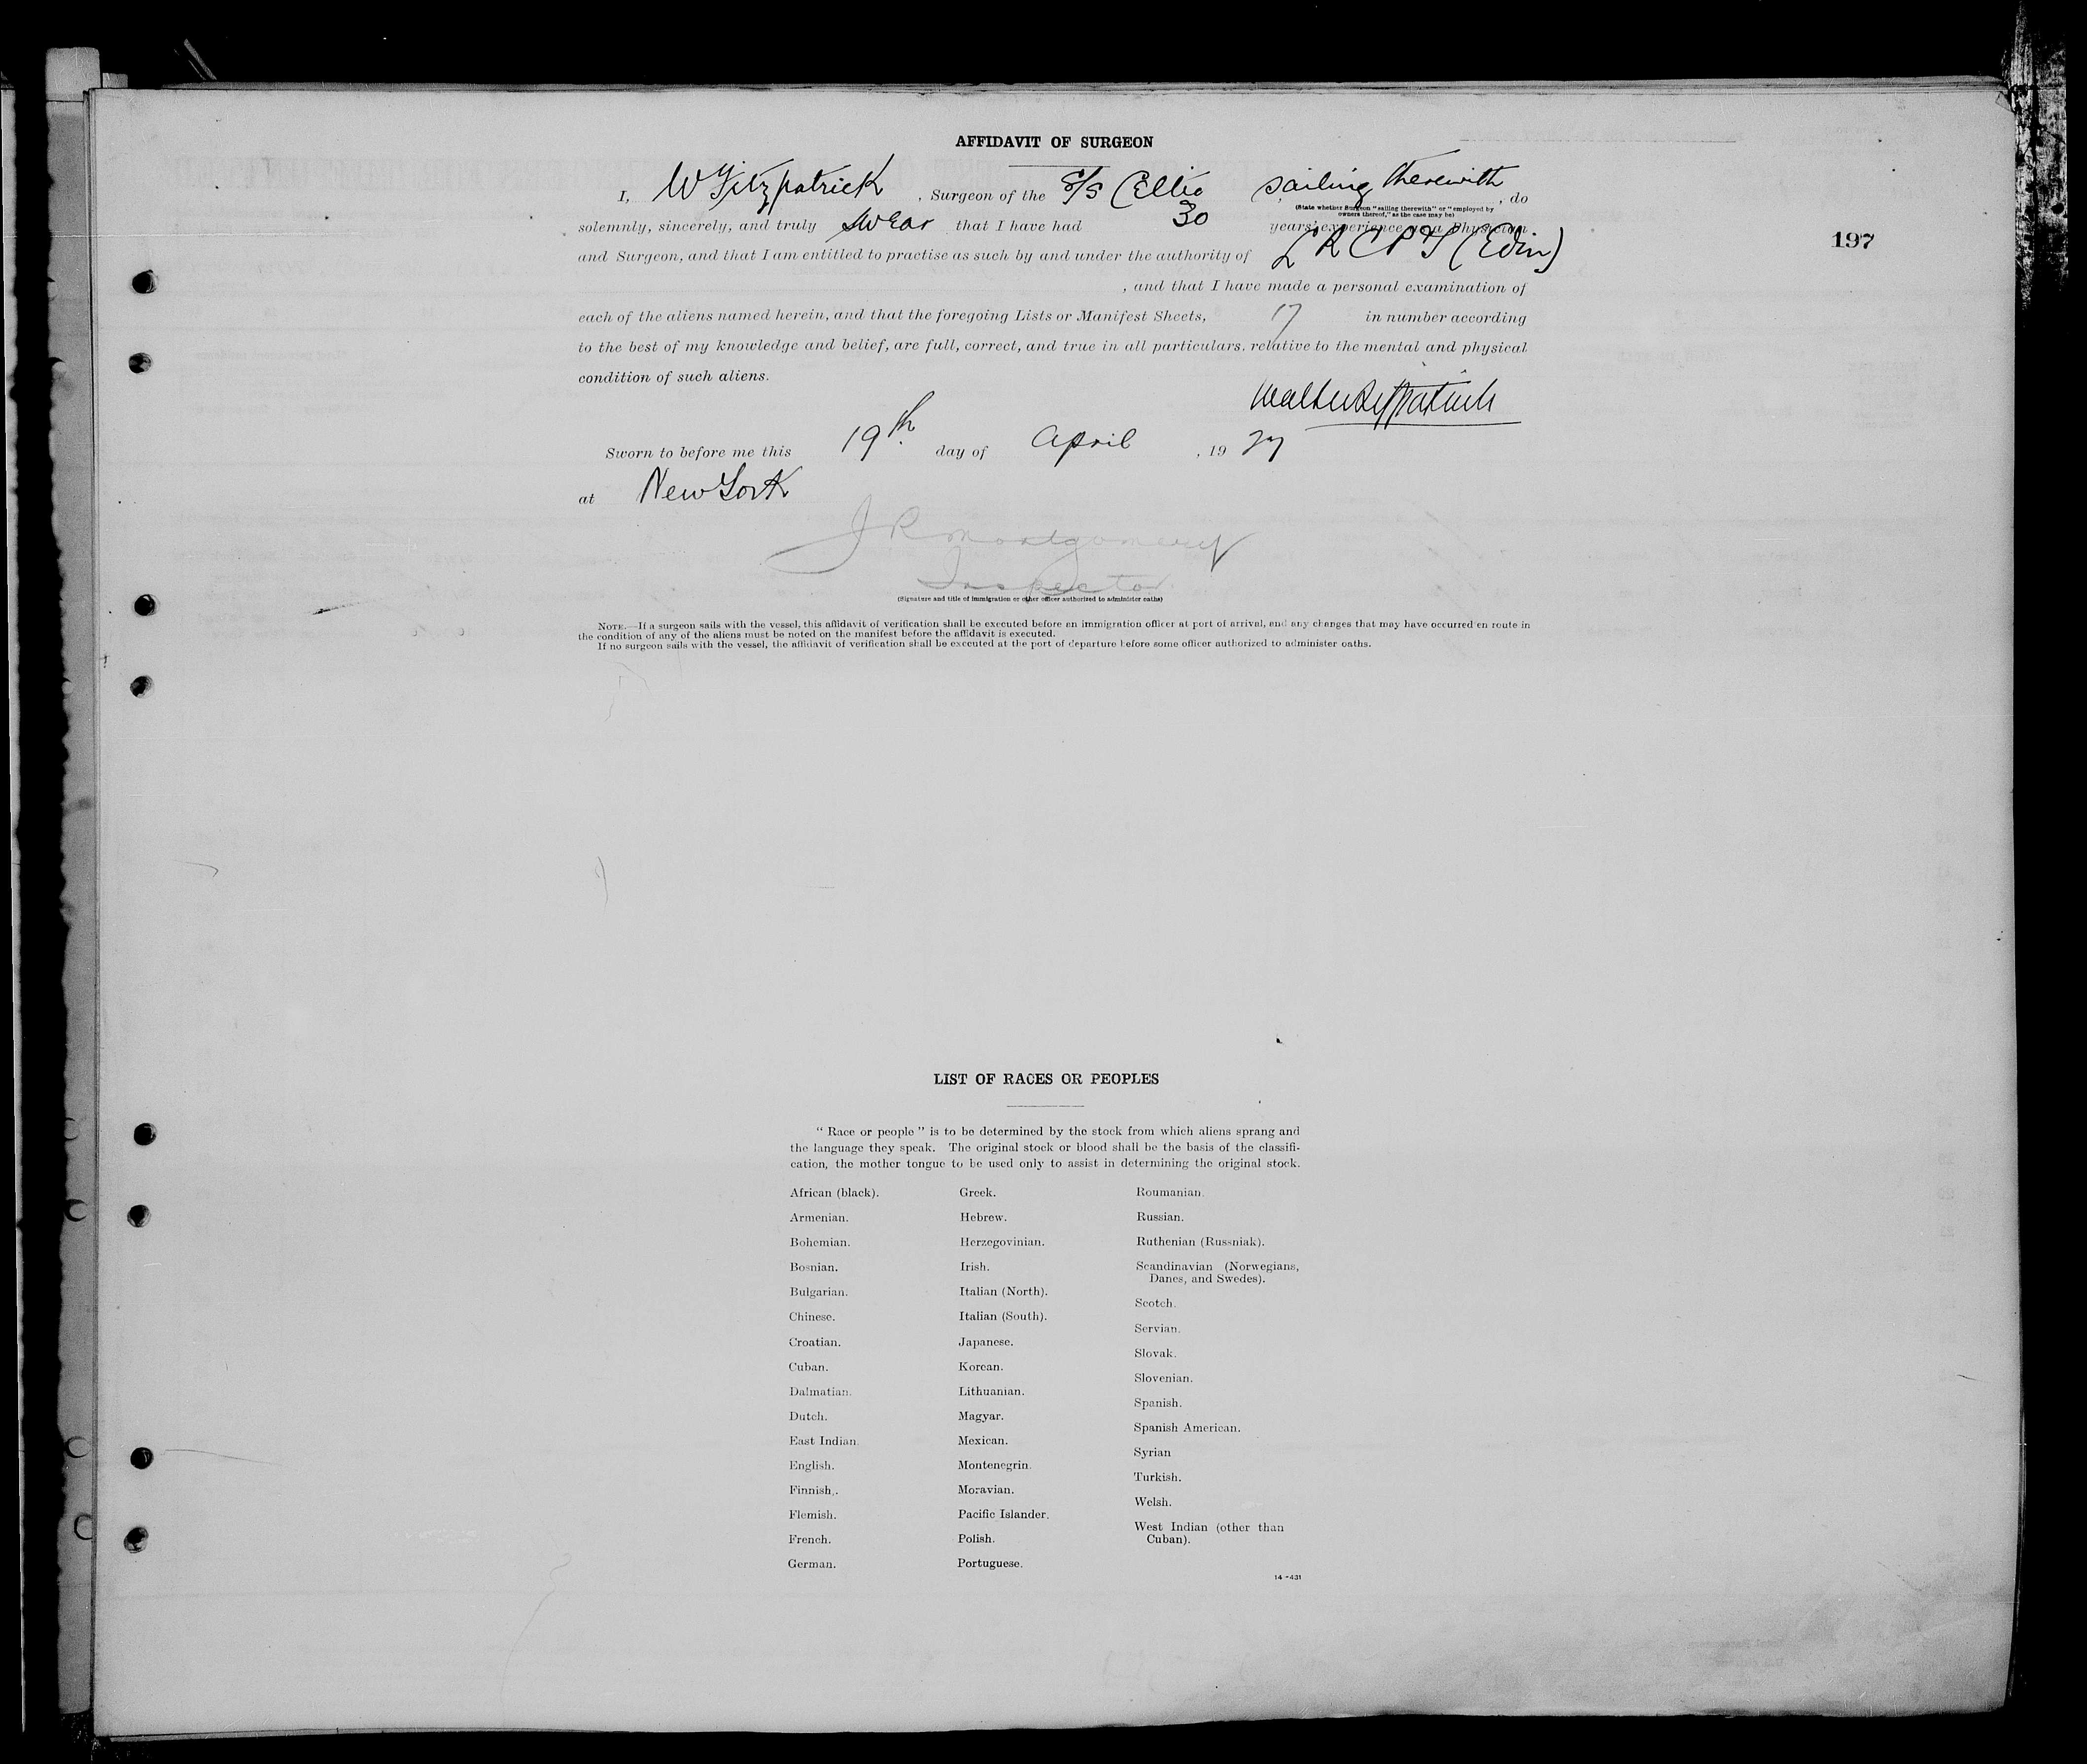 AFFIDAVIT OF SURGEON
I, W Fitzpatrick, Surgeon of the S/S Celtic sailing therewith, do
(State whether Surgeon "sailing therewith" or "employed by
owners thereof," as the case may be)
solemnly, sincerely, and truly swear that I have had 30 years' experience as a Physician
197
and Surgeon, and that I am entitled to practise as such by and under the authority of L R C P S (Edin)
, and that I have made a personal examination of
each of the aliens named herein, and that the foregoing Lists or Manifest Sheets, 17 in number according
to the best of my knowledge and belief, are full, correct, and true in all particulars. relative to the mental and physical
condition of such aliens.
Walter Fitzpatrick
Sworn to before me this 19th. day of April, 19 27
at New York
J R Montgomery
Inspector
(Signature and title of immigration or other officer authorized to administer oaths)
NOTE.—If a surgeon sails with the vessel, this affidavit of verification shall be executed before an immigration officer at port of arrival, and any changes that may have occurred en route in
the condition of any of the aliens must be noted on the manifest before the affidavit is executed.
If no surgeon sails with the vessel, the affidavit of verification shall be executed at the port of departure before some officer authorized to administer oaths.
LIST OF RACES OR PEOPLES
"Race or people" is to be determined by the stock from which aliens sprang and
the language they speak. The original stock or blood shall be the basis of the classifi-
cation, the mother tongue to be used only to assist in determining the original stock.
African (black).
Armenian.
Bohemian.
Bosnian.
Bulgarian.
Chinese.
Croatian.
Cuban.
Dalmatian.
Dutch.
East Indian.
English.
Finnish.
Flemish.
French.
German.
Greek.
Hebrew.
Herzegovinian.
Irish.
Italian (North).
Italian (South).
Japanese.
Korean.
Lithuanian.
Magyar.
Mexican.
Montenegrin.
Moravian.
Pacific Islander.
Polish.
Portuguese.
Roumanian.
Russian.
Ruthenian (Russniak).
Scandinavian (Norwegians,
Danes, and Swedes).
Scotch.
Servian.
Slovak.
Slovenian.
Spanish.
Spanish American.
Syrian
Turkish.
Welsh.
West Indian (other than
Cuban).
14-431